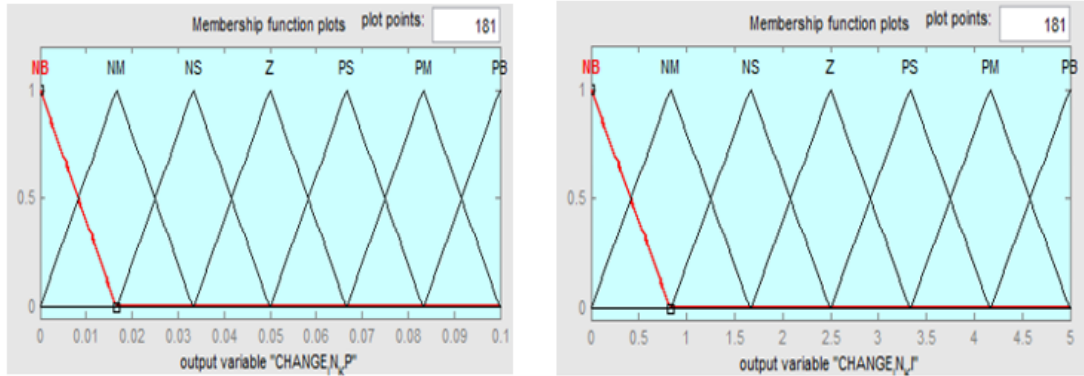 Membership function plots plot points: 181
NB NM NS Z PS PM PB
1
0.5
0
0 0.01 0.02 0.03 0.04 0.05 0.06 0.07 0.08 0.09 0.1
output variable "CHANGE_IN_KP"
Membership function plots plot points: 181
NB NM NS Z PS PM PB
1
0.5
0
0 0.5 1 1.5 2 2.5 3 3.5 4 4.5 5
output variable "CHANGE_IN_KI"